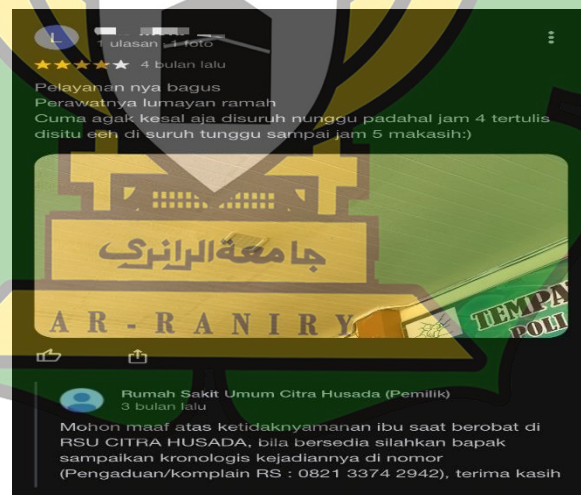 L
1 ulasan · 1 foto
4 bulan lalu
Pelayanan nya bagus
Perawatnya lumayan ramah
Cuma agak kesal aja disuruh nunggu padahal jam 4 tertulis
disitu eeh di suruh tunggu sampai jam 5 makasih:)
جامعةالرانري
AR-RANIRY
TEMPA
POLI
Rumah Sakit Umum Citra Husada (Pemilik)
3 bulan lalu
Mohon maaf atas ketidaknyamanan ibu saat berobat di
RSU CITRA HUSADA, bila bersedia silahkan bapak
sampaikan kronologis kejadiannya di nomor
(Pengaduan/komplain RS : 0821 3374 2942), terima kasih